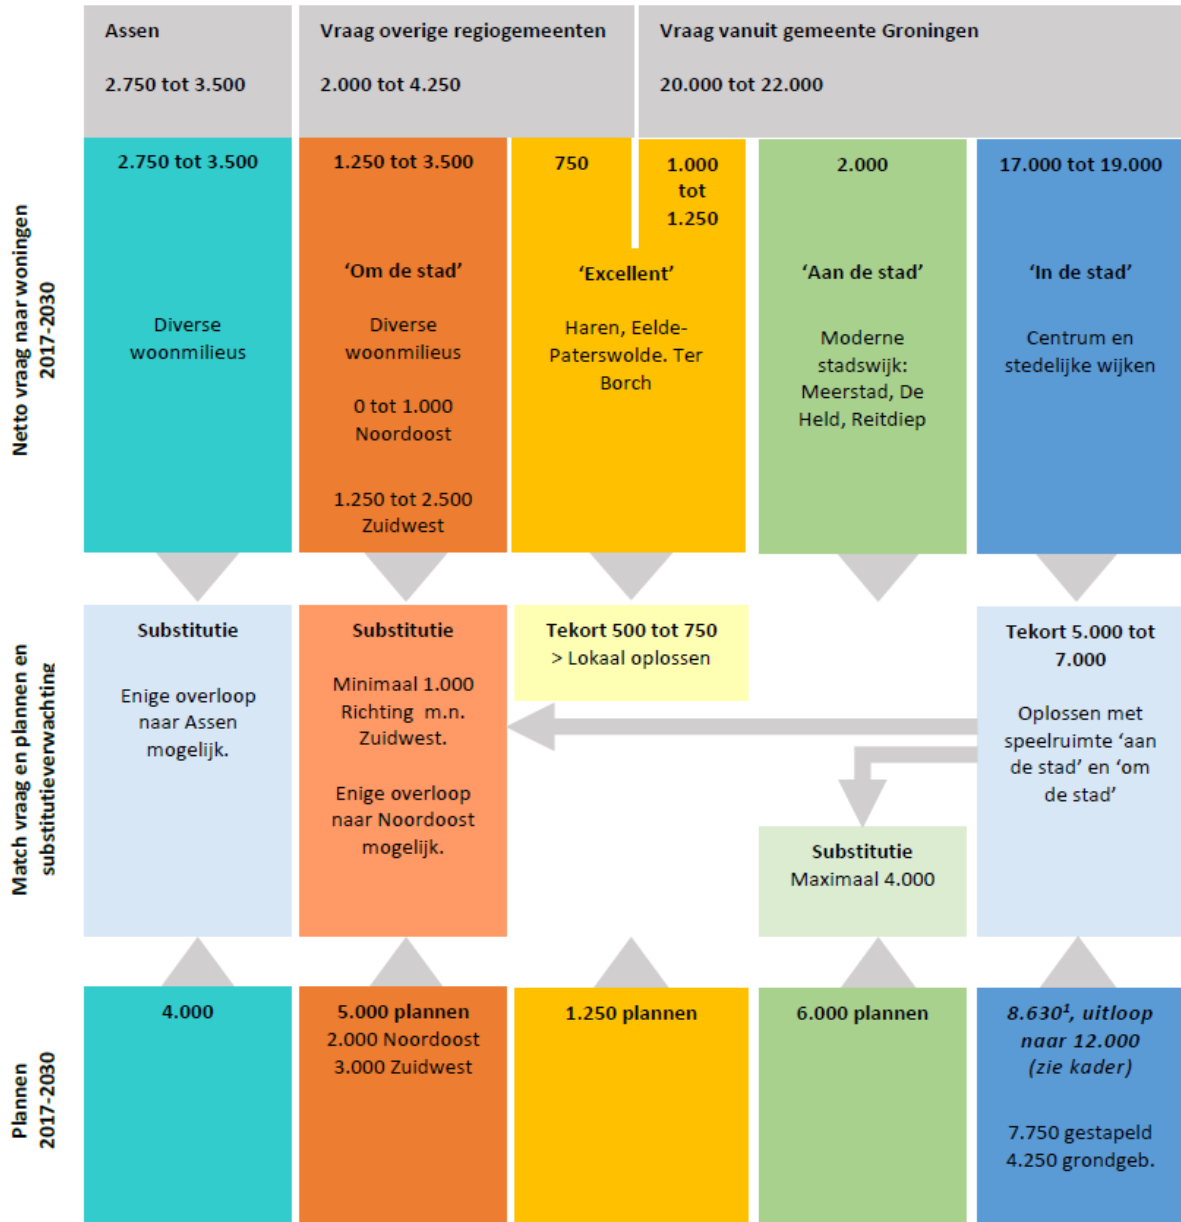 Assen
2.750 tot 3.500
Vraag overige regiogemeenten
2.000 tot 4.250
Vraag vanuit gemeente Groningen
20.000 tot 22.000
Netto vraag naar woningen
2017-2030
2.750 tot 3.500
Diverse
woonmilieus
1.250 tot 3.500
‘Om de stad’
Diverse
woonmilieus
0 tot 1.000
Noordoost
1.250 tot 2.500
Zuidwest
750
1.000
tot
1.250
‘Excellent’
Haren, Eelde-
Paterswolde. Ter
Borch
2.000
‘Aan de stad’
Moderne
stadswijk:
Meerstad, De
Held, Reitdiep
17.000 tot 19.000
‘In de stad’
Centrum en
stedelijke wijken
Match vraag en plannen en
substitutieverwachting
Substitutie
Enige overloop
naar Assen
mogelijk.
Substitutie
Minimaal 1.000
Richting m.n.
Zuidwest.
Enige overloop
naar Noordoost
mogelijk.
Tekort 500 tot 750
> Lokaal oplossen
Substitutie
Maximaal 4.000
Tekort 5.000 tot
7.000
Oplossen met
speelruimte ‘aan
de stad’ en ‘om
de stad’
Plannen
2017-2030
4.000
5.000 plannen
2.000 Noordoost
3.000 Zuidwest
1.250 plannen
6.000 plannen
8.630¹, uitloop
naar 12.000
(zie kader)
7.750 gestapeld
4.250 grondgeb.